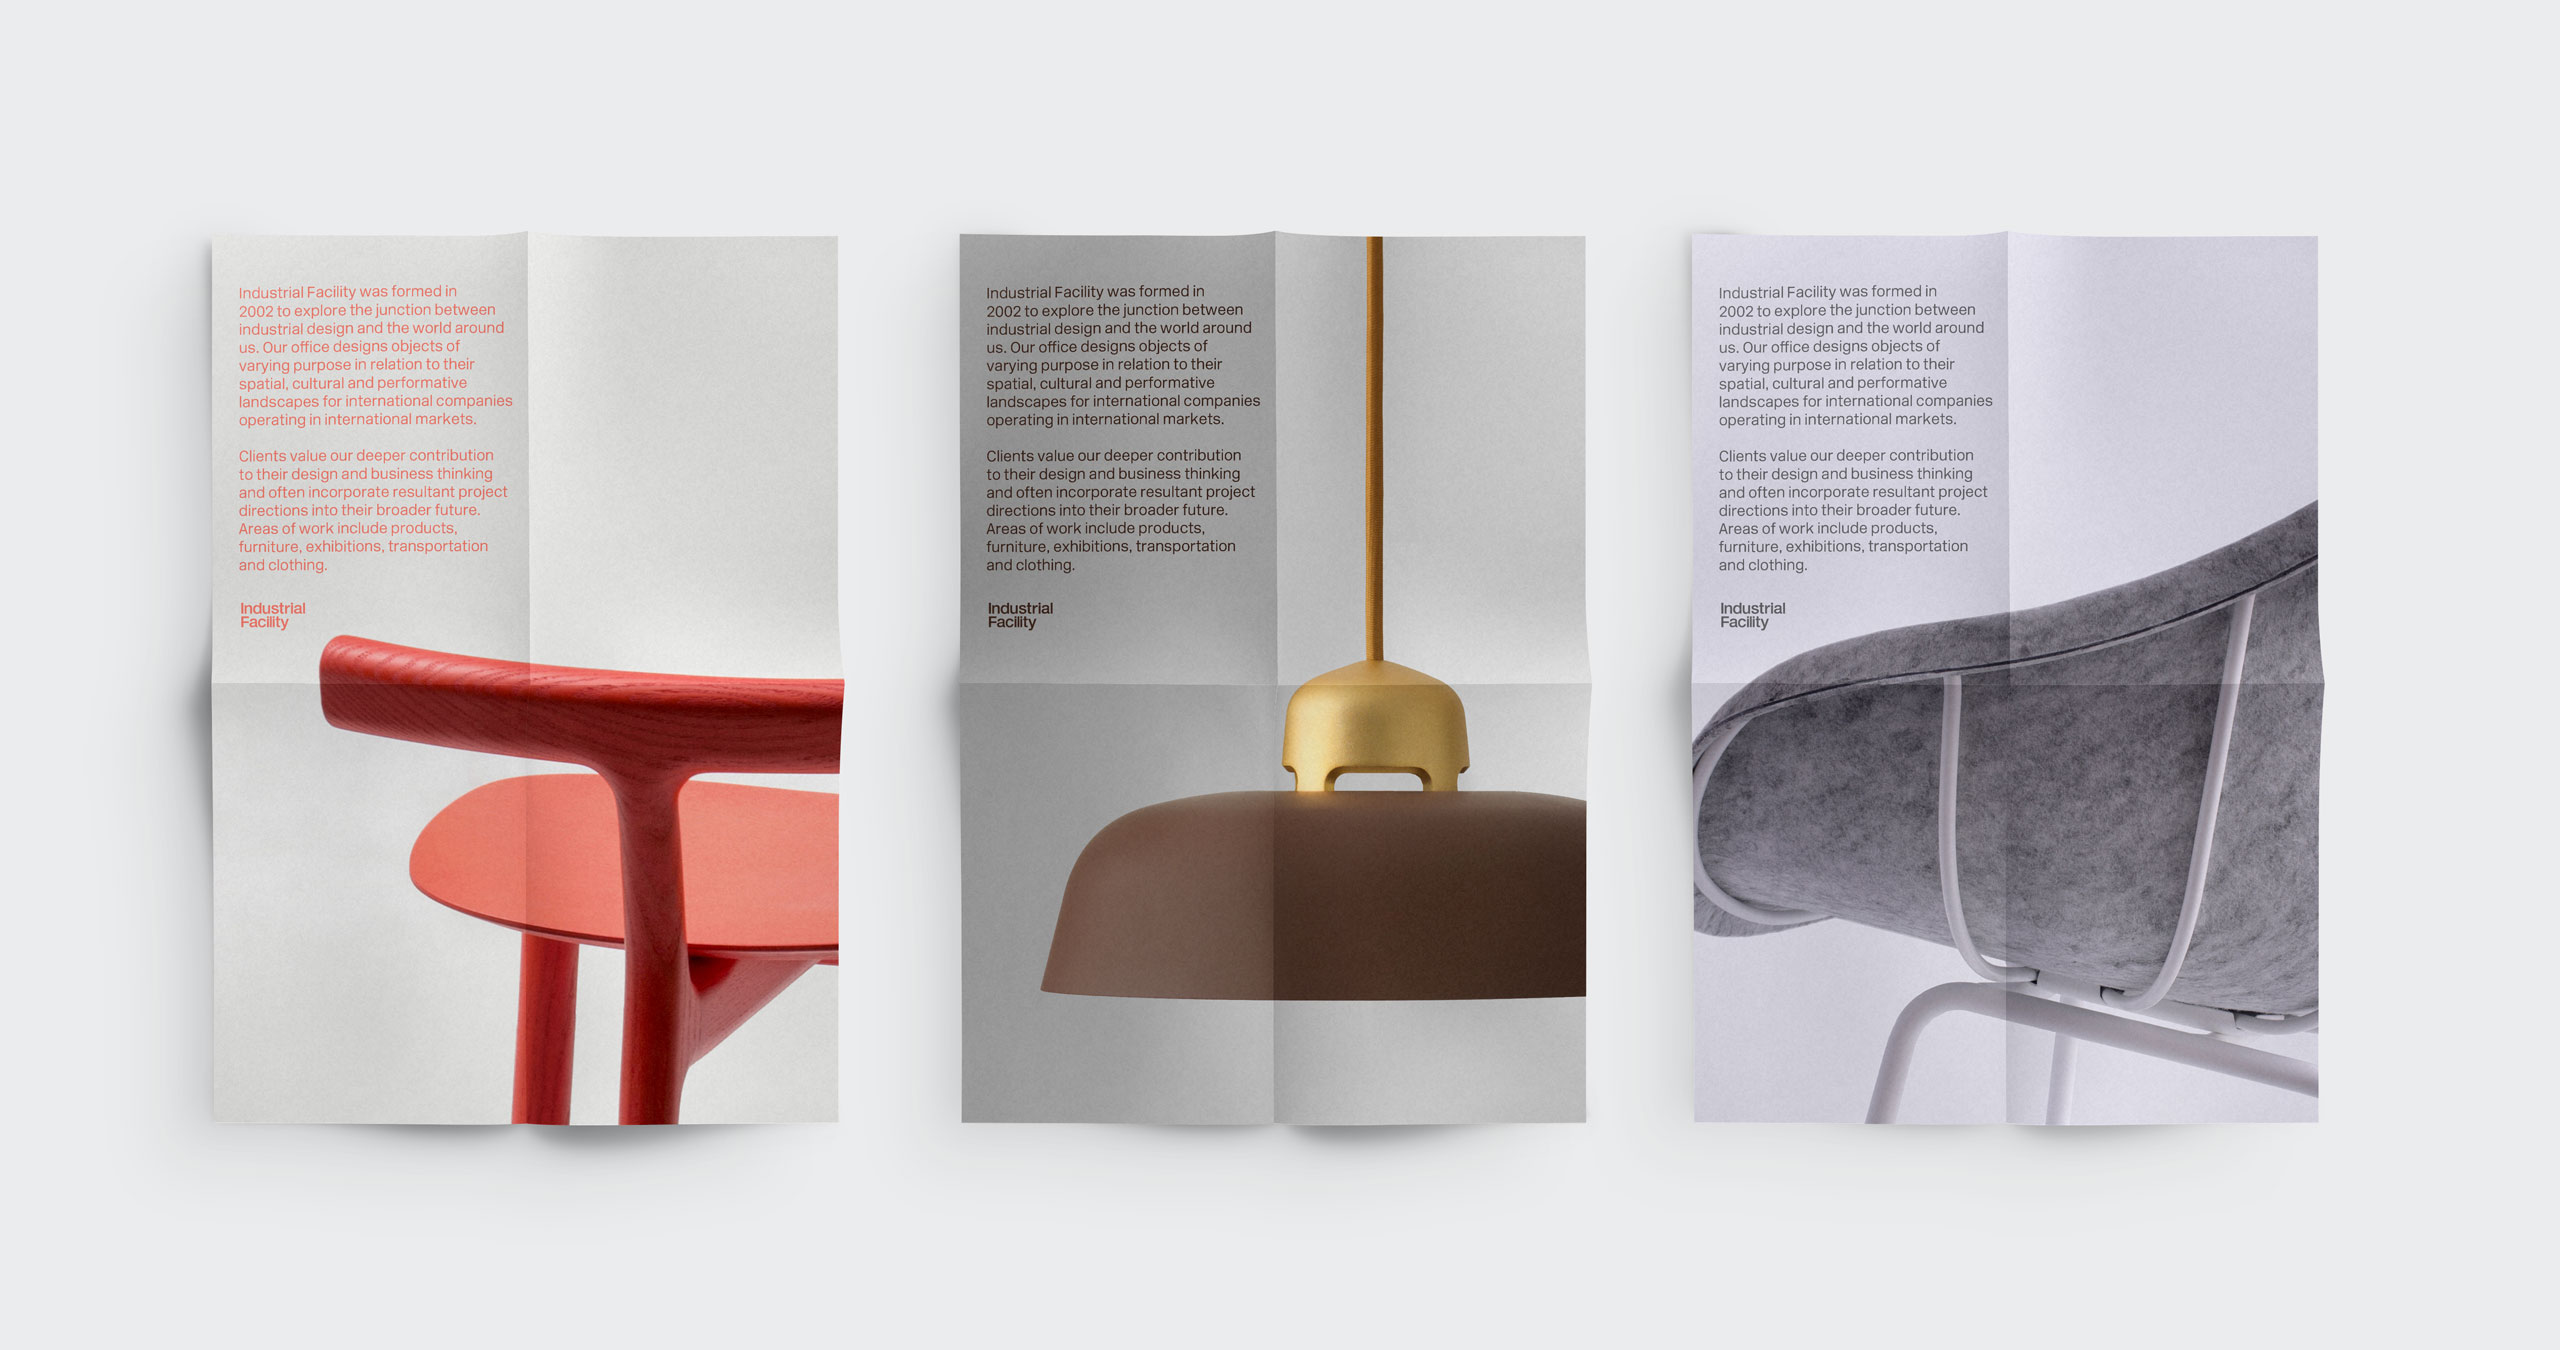 Industrial Facility was formed in
2002 to explore the junction between
industrial design and the world around
us. Our office designs objects of
varying purpose in relation to their
spatial, cultural and performative
landscapes for international companies
operating in international markets.
Clients value our deeper contribution
to their design and business thinking
and often incorporate resultant project
directions into their broader future.
Areas of work include products,
furniture, exhibitions, transportation
and clothing.
Industrial
Facility
Industrial Facility was formed in
2002 to explore the junction between
industrial design and the world around
us. Our office designs objects of
varying purpose in relation to their
spatial, cultural and performative
landscapes for international companies
operating in international markets.
Clients value our deeper contribution
to their design and business thinking
and often incorporate resultant project
directions into their broader future.
Areas of work include products,
furniture, exhibitions, transportation
and clothing.
Industrial
Facility
Industrial Facility was formed in
2002 to explore the junction between
industrial design and the world around
us. Our office designs objects of
varying purpose in relation to their
spatial, cultural and performative
landscapes for international companies
operating in international markets.
Clients value our deeper contribution
to their design and business thinking
and often incorporate resultant project
directions into their broader future.
Areas of work include products,
furniture, exhibitions, transportation
and clothing.
Industrial
Facility